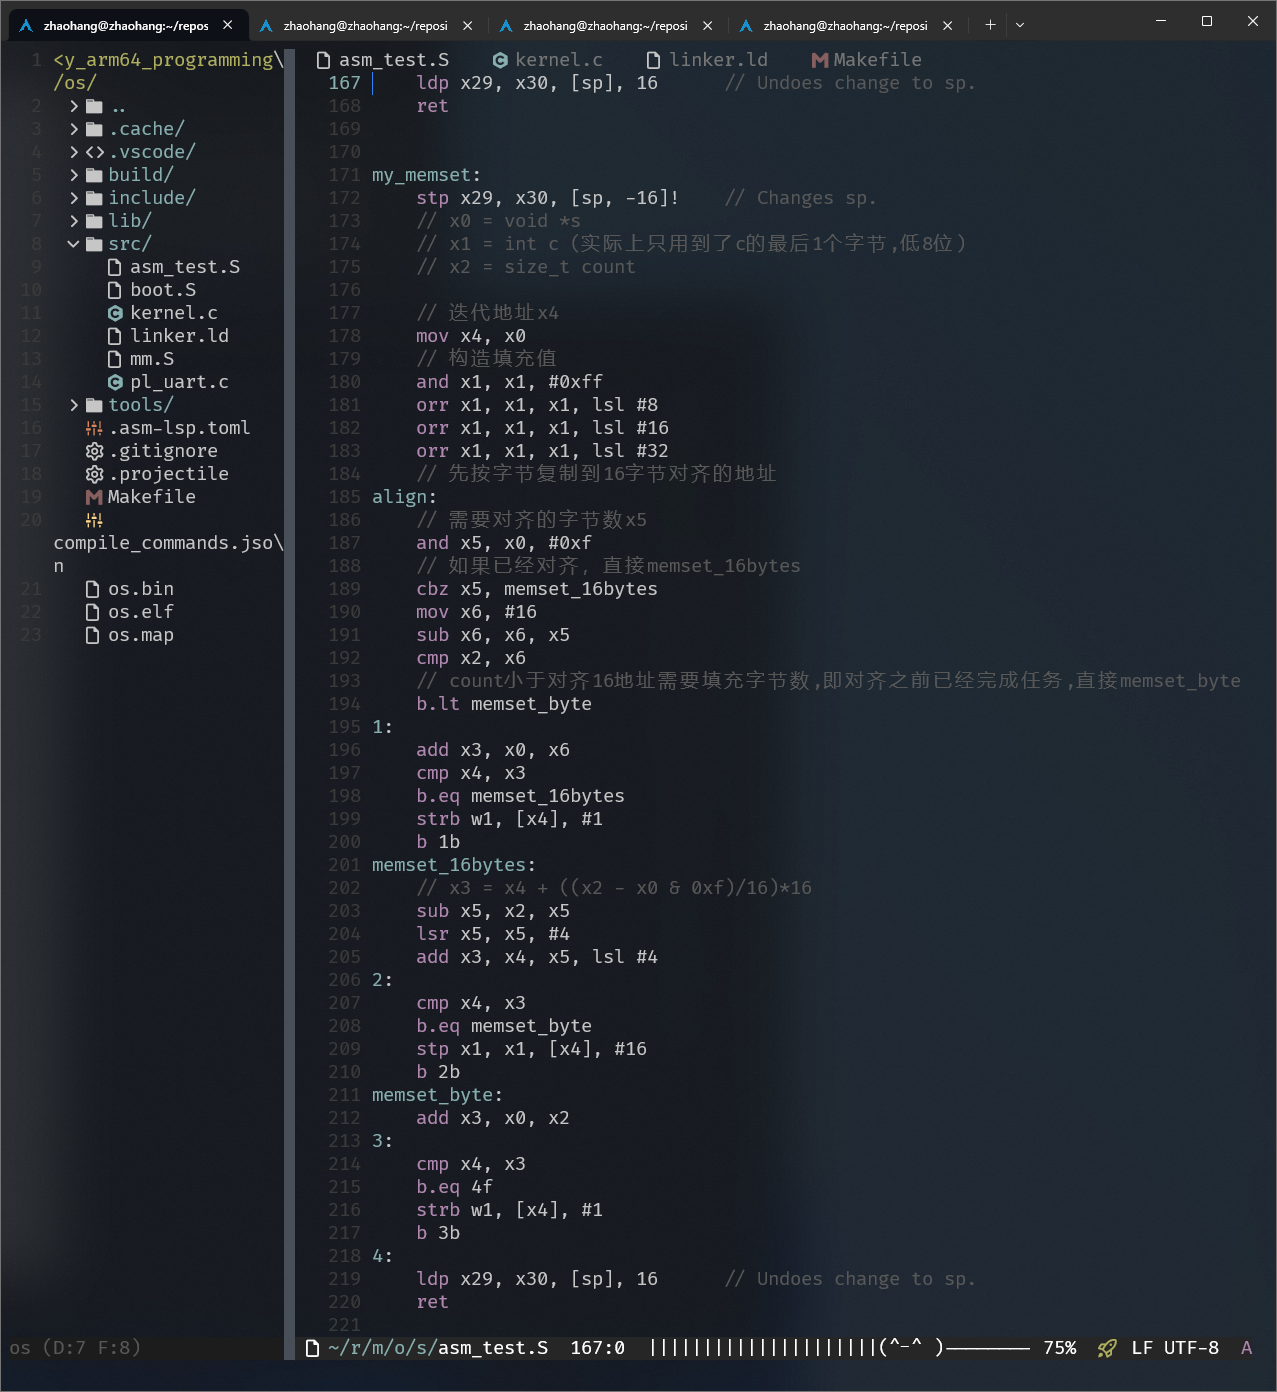 zhaohang@zhaohang:~/repos
zhaohang@zhaohang:~/reposi
zhaohang@zhaohang:~/reposi
zhaohang@zhaohang:~/reposi
1 <y_arm64_programming\
/os/
2 ..
3 .cache/
4 .vscode/
5 build/
6 include/
7 lib/
8 src/
9 asm_test.S
10 boot.S
11 kernel.c
12 linker.ld
13 mm.S
14 pl_uart.c
15 tools/
16 .asm-lsp.toml
17 .gitignore
18 .projectile
19 Makefile
20
compile_commands.jso\
n
21 os.bin
22 os.elf
23 os.map
os (D:7 F:8)
asm_test.S kernel.c linker.ld Makefile
167 ldp x29, x30, [sp], 16 // Undoes change to sp.
168 ret
169
170
171 my_memset:
172 stp x29, x30, [sp, -16]! // Changes sp.
173 // x0 = void *s
174 // x1 = int c (实际上只用到了c的最后1个字节,低8位)
175 // x2 = size_t count
176
177 // 迭代地址x4
178 mov x4, x0
179 // 构造填充值
180 and x1, x1, #0xff
181 orr x1, x1, x1, lsl #8
182 orr x1, x1, x1, lsl #16
183 orr x1, x1, x1, lsl #32
184 // 先按字节复制到16字节对齐的地址
185 align:
186 // 需要对齐的字节数x5
187 and x5, x0, #0xf
188 // 如果已经对齐, 直接memset_16bytes
189 cbz x5, memset_16bytes
190 mov x6, #16
191 sub x6, x6, x5
192 cmp x2, x6
193 // count小于对齐16地址需要填充字节数,即对齐之前已经完成任务,直接memset_byte
194 b.lt memset_byte
195 1:
196 add x3, x0, x6
197 cmp x4, x3
198 b.eq memset_16bytes
199 strb w1, [x4], #1
200 b 1b
201 memset_16bytes:
202 // x3 = x4 + ((x2 - x0 & 0xf)/16)*16
203 sub x5, x2, x5
204 lsr x5, x5, #4
205 add x3, x4, x5, lsl #4
206 2:
207 cmp x4, x3
208 b.eq memset_byte
209 stp x1, x1, [x4], #16
210 b 2b
211 memset_byte:
212 add x3, x0, x2
213 3:
214 cmp x4, x3
215 b.eq 4f
216 strb w1, [x4], #1
217 b 3b
218 4:
219 ldp x29, x30, [sp], 16 // Undoes change to sp.
220 ret
221
~/r/m/o/s/asm_test.S 167:0 |||||||||||||||||||||(^-^ )———————— 75% LF UTF-8 A